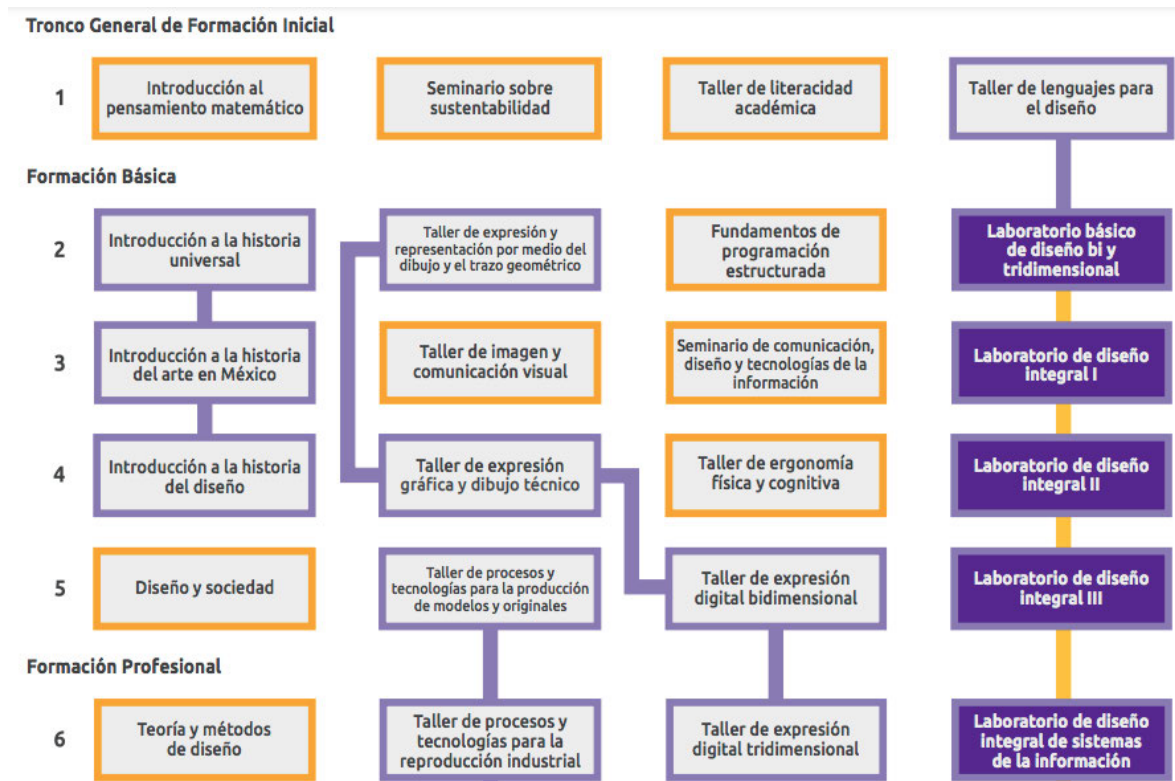 Tronco General de Formación Inicial
1
Introducción al
pensamiento matemático
Seminario sobre
sustentabilidad
Taller de literacidad
académica
Taller de lenguajes para
el diseño
Formación Básica
2
Introducción a la historia
universal
Taller de expresión y
representación por medio del
dibujo y el trazo geométrico
Fundamentos de
programación
estructurada
Laboratorio básico
de diseño bi y
tridimensional
3
Introducción a la historia
del arte en México
Taller de imagen y
comunicación visual
Seminario de comunicación,
diseño y tecnologías de la
información
Laboratorio de diseño
integral I
4
Introducción a la historia
del diseño
Taller de expresión
gráfica y dibujo técnico
Taller de ergonomía
física y cognitiva
Laboratorio de diseño
integral II
5
Diseño y sociedad
Taller de procesos y
tecnologías para la producción
de modelos y originales
Taller de expresión
digital bidimensional
Laboratorio de diseño
integral III
Formación Profesional
6
Teoría y métodos
de diseño
Taller de procesos y
tecnologías para la
reproducción industrial
Taller de expresión
digital tridimensional
Laboratorio de diseño
integral de sistemas
de la información